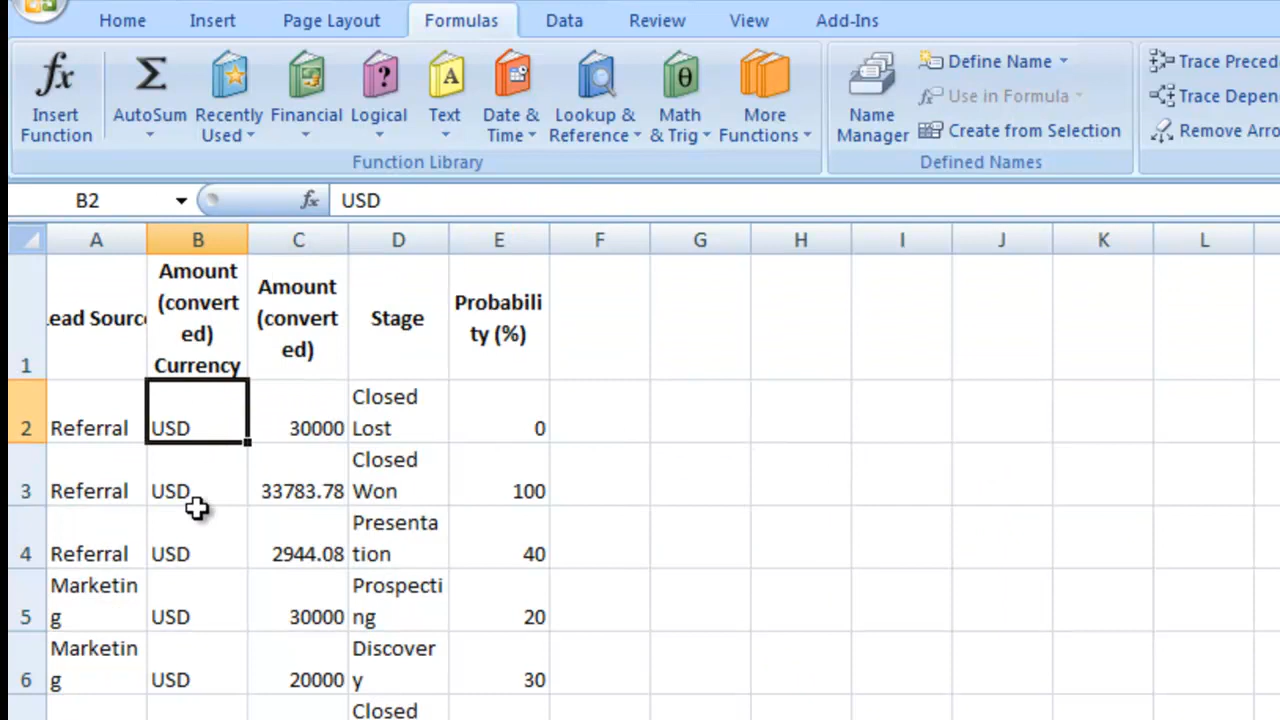 Home Insert Page Layout Formulas Data Review View Add-Ins
fx Σ ? A θ
Insert Function
AutoSum
Recently Used
Financial
Logical
Text
Date & Time
Lookup & Reference
Math & Trig
More Functions
Function Library
Name Manager
Define Name
fx Use in Formula
Create from Selection
Defined Names
Trace Preced
Trace Depen
Remove Arro
B2 fx USD
A B C D E F G H I J K L
1
ead Sourc
Amount
(convert
ed)
Currency
Amount
(convert
ed)
Stage
Probabili
ty (%)
2 Referral USD 30000
Closed
Lost
0
3 Referral USD 33783.78
Closed
Won
100
4 Referral USD 2944.08
Presenta
tion
40
5
Marketin
g
USD 30000
Prospecti
ng
20
6
Marketin
g
USD 20000
Discover
y
30
Closed